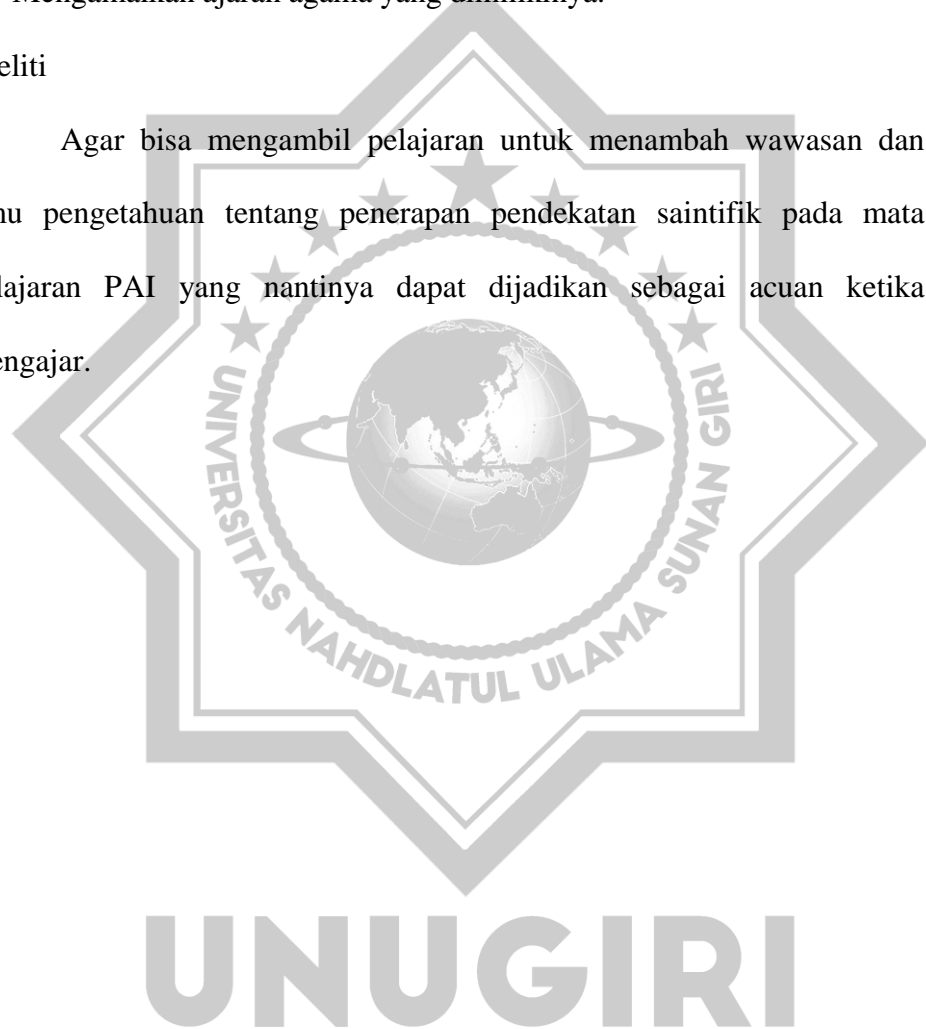 Mengamalkan ajaran agama yang dimilikinya.
eliti
Agar bisa mengambil pelajaran untuk menambah wawasan dan
mu pengetahuan tentang penerapan pendekatan saintifik pada mata
lajaran PAI yang nantinya dapat dijadikan sebagai acuan ketika
engajar.
UNIVERSITAS NAHDLATUL ULAMA SUNAN GIRI
UNUGIRI